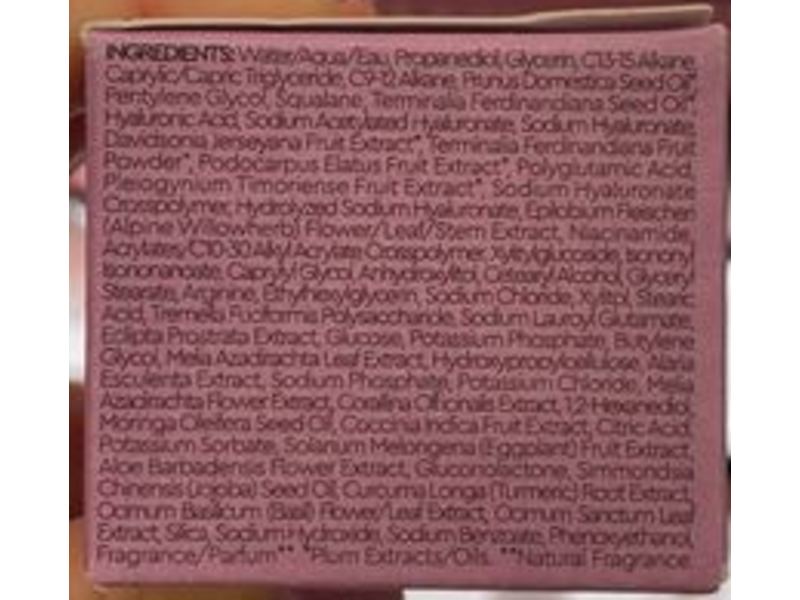 INGREDIENTS: Water/Aqua/Eau, Propanediol, Glycerin, C13-15 Alkane,
Caprylic/Capric Triglyceride, C9-12 Alkane, Prunus Domestica Seed Oil*,
Pentylene Glycol, Squalane, Terminalia Ferdinandiana Seed Oil*,
Hyaluronic Acid, Sodium Acetylated Hyaluronate, Sodium Hyaluronate,
Davidsonia Jerseyana Fruit Extract*, Terminalia Ferdinandiana Fruit
Powder*, Podocarpus Elatus Fruit Extract*, Polyglutamic Acid,
Pleiogynium Timoriense Fruit Extract*, Sodium Hyaluronate
Crosspolymer, Hydrolyzed Sodium Hyaluronate, Epilobium Fleischeri
(Alpine Willowherb) Flower/Leaf/Stem Extract, Niacinamide,
Acrylates/C10-30 Alkyl Acrylate Crosspolymer, Xylitylglucoside, Isononyl
Isononanoate, Caprylyl Glycol, Anhydroxylitol, Cetearyl Alcohol, Glyceryl
Stearate, Arginine, Ethylhexylglycerin, Sodium Chloride, Xylitol, Stearic
Acid, Tremella Fuciformis Polysaccharide, Sodium Lauroyl Glutamate,
Eclipta Prostrata Extract, Glucose, Potassium Phosphate, Butylene
Glycol, Melia Azadirachta Leaf Extract, Hydroxypropylcellulose, Alaria
Esculenta Extract, Sodium Phosphate, Potassium Chloride, Melia
Azadirachta Flower Extract, Corallina Officinalis Extract, 1,2-Hexanediol,
Moringa Oleifera Seed Oil, Coccinia Indica Fruit Extract, Citric Acid,
Potassium Sorbate, Solanum Melongena (Eggplant) Fruit Extract,
Aloe Barbadensis Flower Extract, Gluconolactone, Simmondsia
Chinensis (Jojoba) Seed Oil, Curcuma Longa (Turmeric) Root Extract,
Ocimum Basilicum (Basil) Flower/Leaf Extract, Ocimum Sanctum Leaf
Extract, Silica, Sodium Hydroxide, Sodium Benzoate, Phenoxyethanol,
Fragrance/Parfum** *Plum Extracts/Oils. **Natural Fragrance.